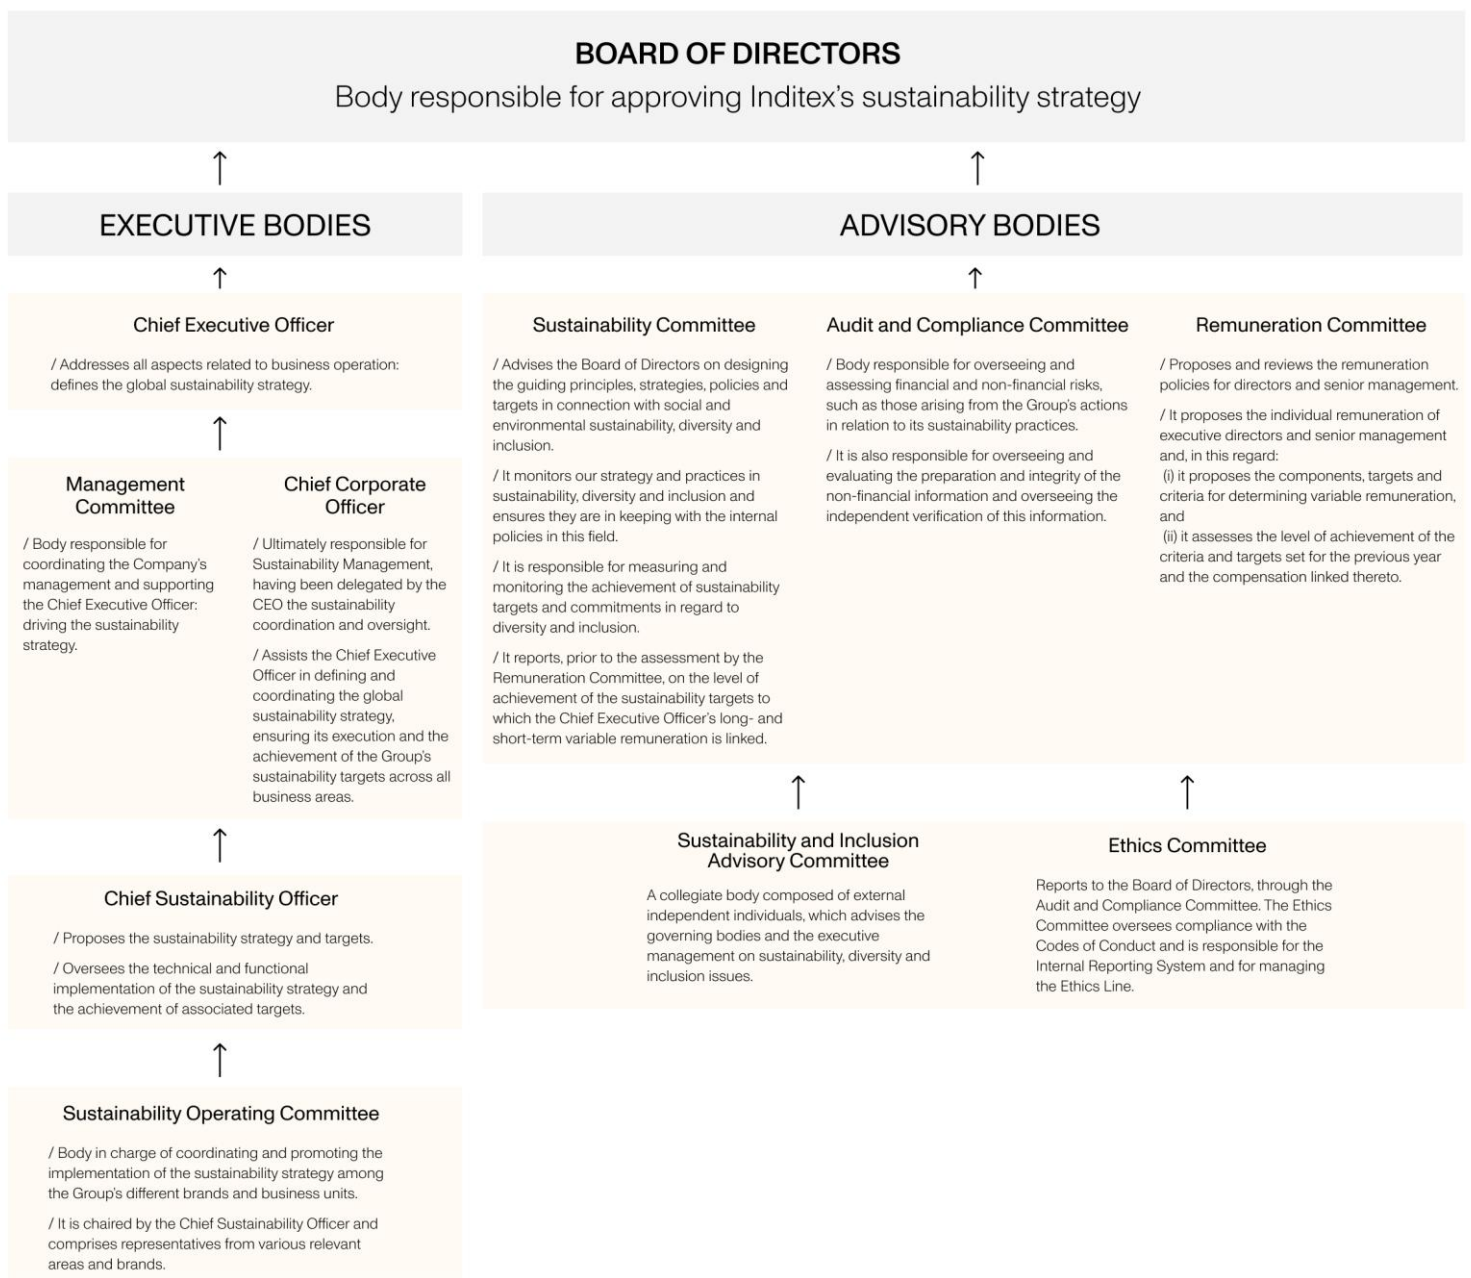 BOARD OF DIRECTORS
Body responsible for approving Inditex's sustainability strategy
EXECUTIVE BODIES
Chief Executive Officer
/ Addresses all aspects related to business operation:
defines the global sustainability strategy.
Management
Committee
/ Body responsible for
coordinating the Company's
management and supporting
the Chief Executive Officer:
driving the sustainability
strategy.
Chief Corporate
Officer
/ Ultimately responsible for
Sustainability Management,
having been delegated by the
CEO the sustainability
coordination and oversight.
/ Assists the Chief Executive
Officer in defining and
coordinating the global
sustainability strategy,
ensuring its execution and the
achievement of the Group's
sustainability targets across all
business areas.
Chief Sustainability Officer
/ Proposes the sustainability strategy and targets.
/ Oversees the technical and functional
implementation of the sustainability strategy and
the achievement of associated targets.
Sustainability Operating Committee
/ Body in charge of coordinating and promoting the
implementation of the sustainability strategy among
the Group's different brands and business units.
/ It is chaired by the Chief Sustainability Officer and
comprises representatives from various relevant
areas and brands.
ADVISORY BODIES
Sustainability Committee
/ Advises the Board of Directors on designing
the guiding principles, strategies, policies and
targets in connection with social and
environmental sustainability, diversity and
inclusion.
/ It monitors our strategy and practices in
sustainability, diversity and inclusion and
ensures they are in keeping with the internal
policies in this field.
/ It is responsible for measuring and
monitoring the achievement of sustainability
targets and commitments in regard to
diversity and inclusion.
/ It reports, prior to the assessment by the
Remuneration Committee, on the level of
achievement of the sustainability targets to
which the Chief Executive Officer's long- and
short-term variable remuneration is linked.
Audit and Compliance Committee
/ Body responsible for overseeing and
assessing financial and non-financial risks,
such as those arising from the Group's actions
in relation to its sustainability practices.
/ It is also responsible for overseeing and
evaluating the preparation and integrity of the
non-financial information and overseeing the
independent verification of this information.
Remuneration Committee
/ Proposes and reviews the remuneration
policies for directors and senior management.
/ It proposes the individual remuneration of
executive directors and senior management
and, in this regard:
(i) it proposes the components, targets and
criteria for determining variable remuneration,
and
(ii) it assesses the level of achievement of the
criteria and targets set for the previous year
and the compensation linked thereto.
Sustainability and Inclusion
Advisory Committee
A collegiate body composed of external
independent individuals, which advises the
governing bodies and the executive
management on sustainability, diversity and
inclusion issues.
Ethics Committee
Reports to the Board of Directors, through the
Audit and Compliance Committee. The Ethics
Committee oversees compliance with the
Codes of Conduct and is responsible for the
Internal Reporting System and for managing
the Ethics Line.